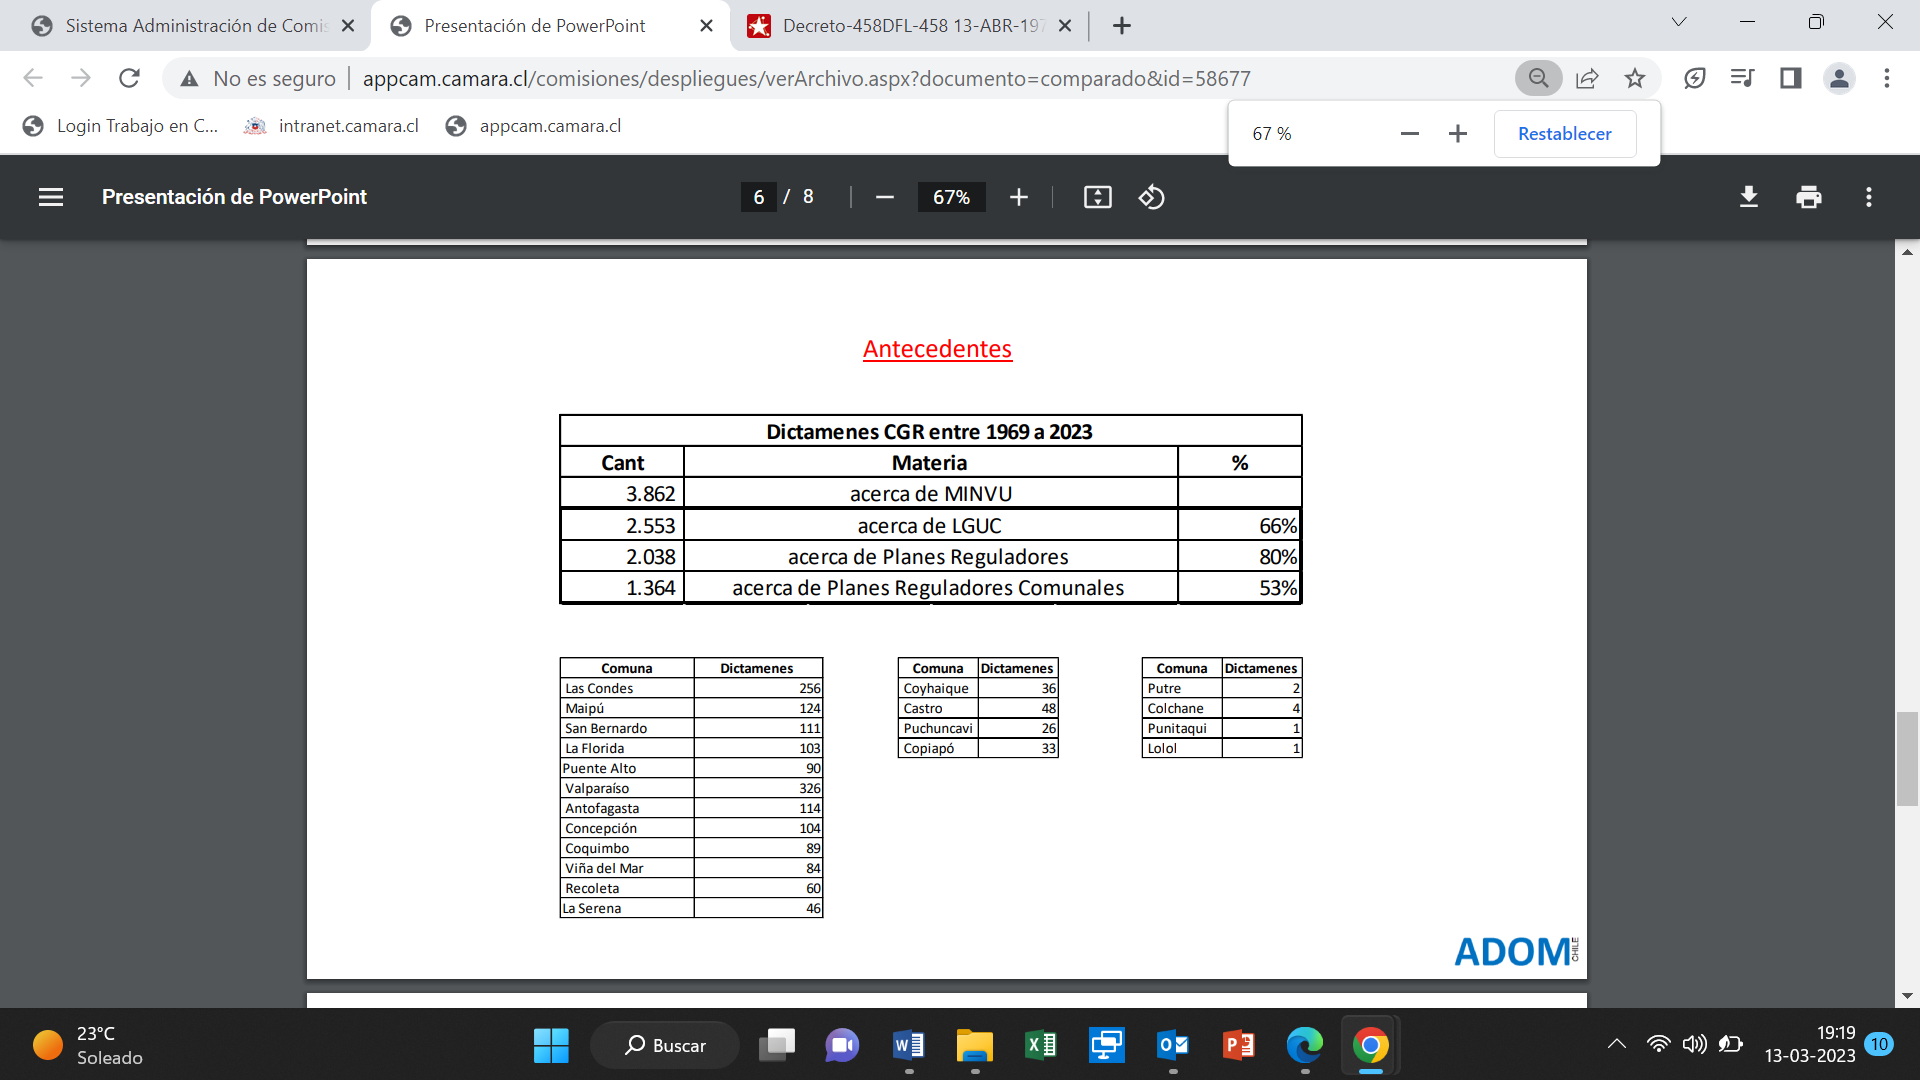 Sistema Administración de Comis
Presentación de PowerPoint
Decreto-458DFL-458 13-ABR-197
No es seguro
appcam.camara.cl/comisiones/despliegues/verArchivo.aspx?documento=comparado&id=58677
Login Trabajo en C...
intranet.camara.cl
appcam.camara.cl
67 %
Restablecer
Presentación de PowerPoint
6 / 8
67%
Antecedentes
Dictamenes CGR entre 1969 a 2023
Cant Materia %
3.862 acerca de MINVU
2.553 acerca de LGUC 66%
2.038 acerca de Planes Reguladores 80%
1.364 acerca de Planes Reguladores Comunales 53%
Comuna Dictamenes
Las Condes 256
Maipú 124
San Bernardo 111
La Florida 103
Puente Alto 90
Valparaíso 326
Antofagasta 114
Concepción 104
Coquimbo 89
Viña del Mar 84
Recoleta 60
La Serena 46
Comuna Dictamenes
Coyhaique 36
Castro 48
Puchuncavi 26
Copiapó 33
Comuna Dictamenes
Putre 2
Colchane 4
Punitaqui 1
Lolol 1
ADOM CHILE
23°C
Soleado
Buscar
19:19
13-03-2023
10